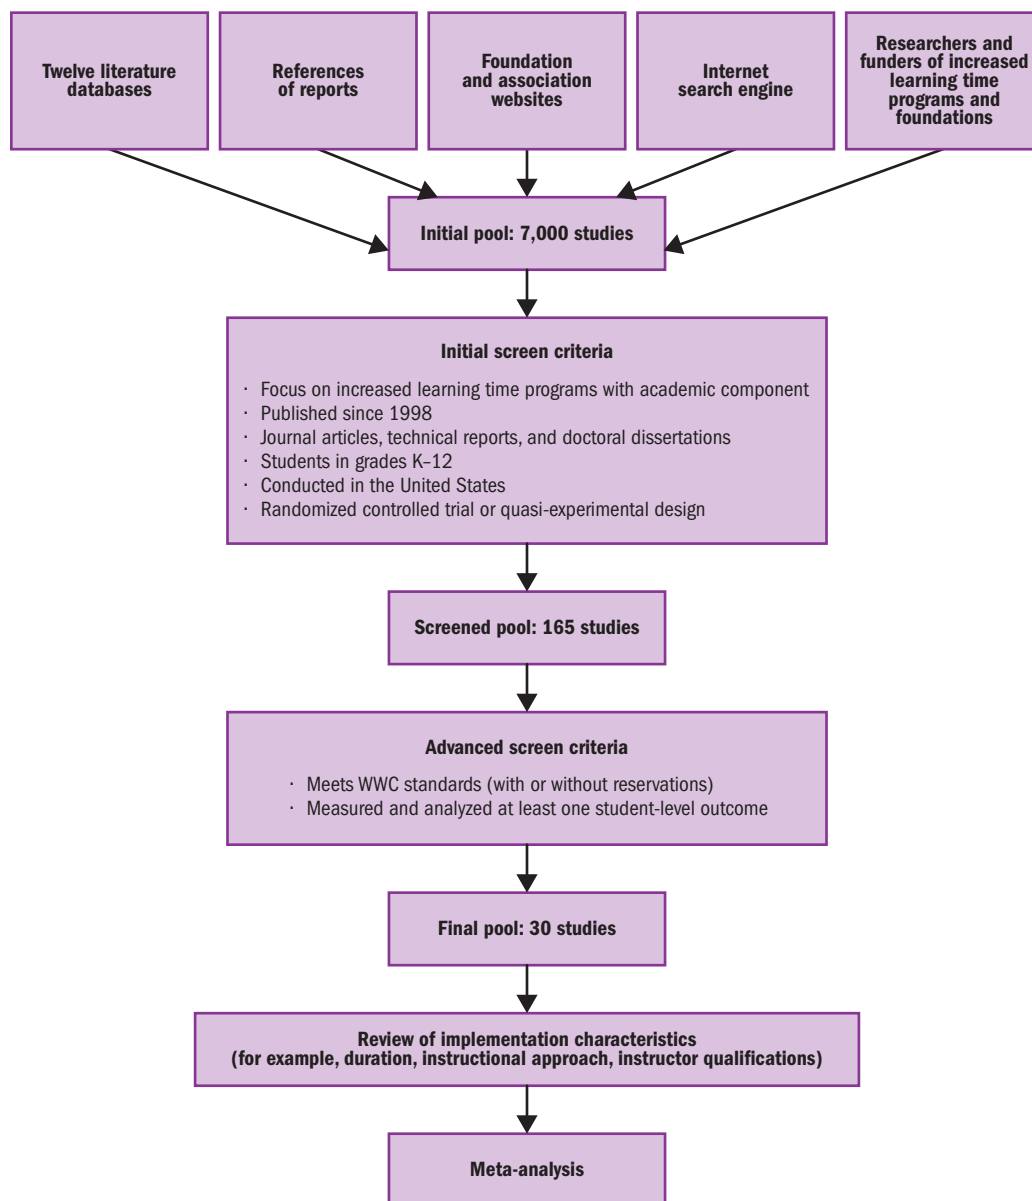 Twelve literature
databases
References
of reports
Foundation
and association
websites
Internet
search engine
Researchers and
funders of increased
learning time
programs and
foundations
Initial pool: 7,000 studies
Initial screen criteria
· Focus on increased learning time programs with academic component
· Published since 1998
· Journal articles, technical reports, and doctoral dissertations
· Students in grades K–12
· Conducted in the United States
· Randomized controlled trial or quasi-experimental design
Screened pool: 165 studies
Advanced screen criteria
· Meets WWC standards (with or without reservations)
· Measured and analyzed at least one student-level outcome
Final pool: 30 studies
Review of implementation characteristics
(for example, duration, instructional approach, instructor qualifications)
Meta-analysis